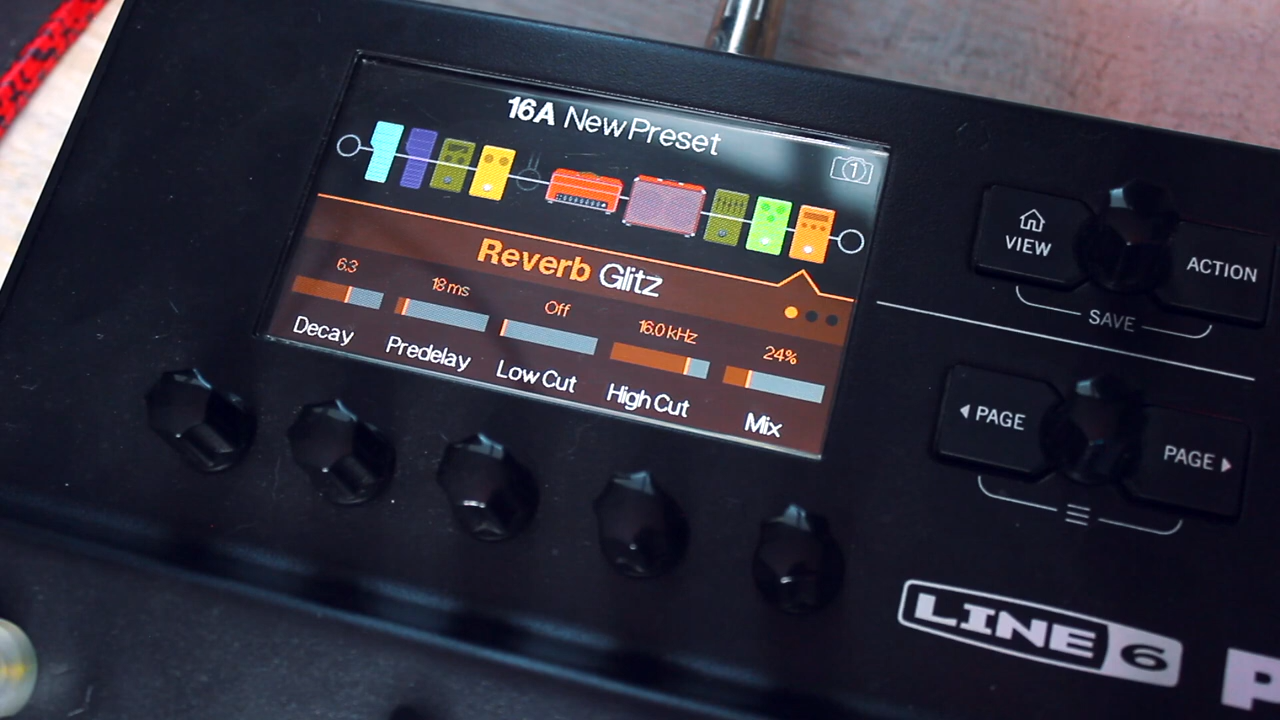 16A New Preset
1
Reverb Glitz
6.3
18 ms
Off
16.0 kHz
24%
Decay
Predelay
Low Cut
High Cut
Mix
VIEW
ACTION
SAVE
PAGE
PAGE
LINE 6
P